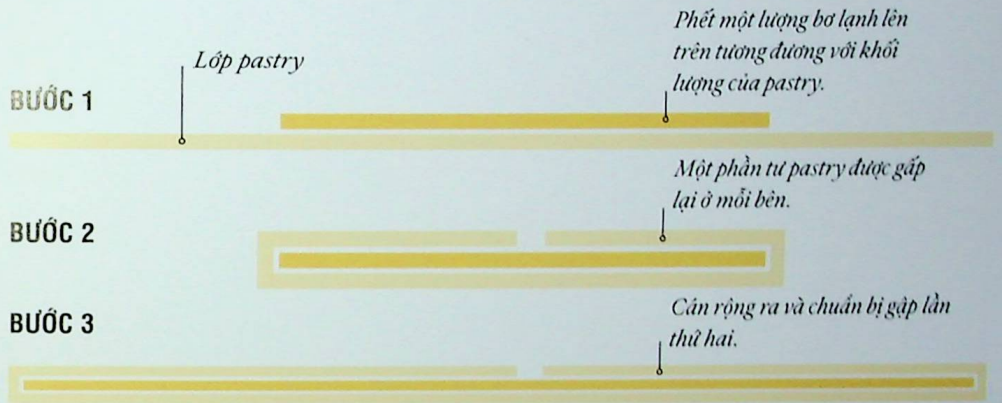 Phết một lượng bơ lạnh lên
trên tương đương với khối
lượng của pastry.
Lớp pastry
BƯỚC 1
Một phần tư pastry được gấp
lại ở mỗi bên.
BƯỚC 2
Cán rộng ra và chuẩn bị gập lần
thứ hai.
BƯỚC 3